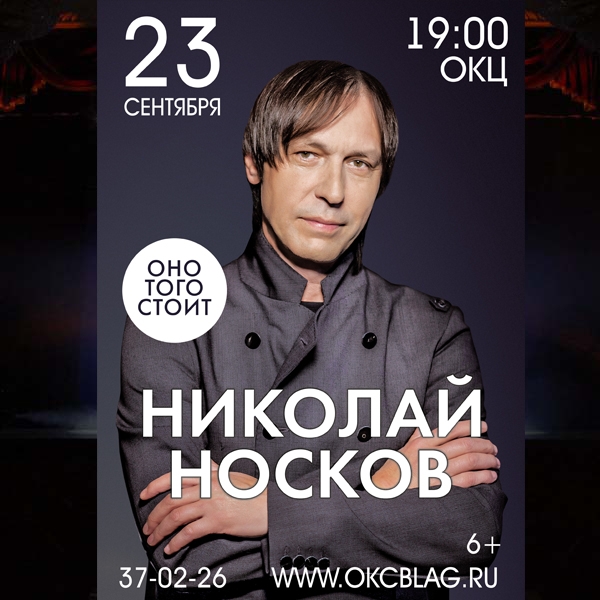 23
СЕНТЯБРЯ
19:00
ОКЦ
ОНО
ТОГО
СТОИТ
НИКОЛАЙ
НОСКОВ
6+
37-02-26 WWW.OKCBLAG.RU